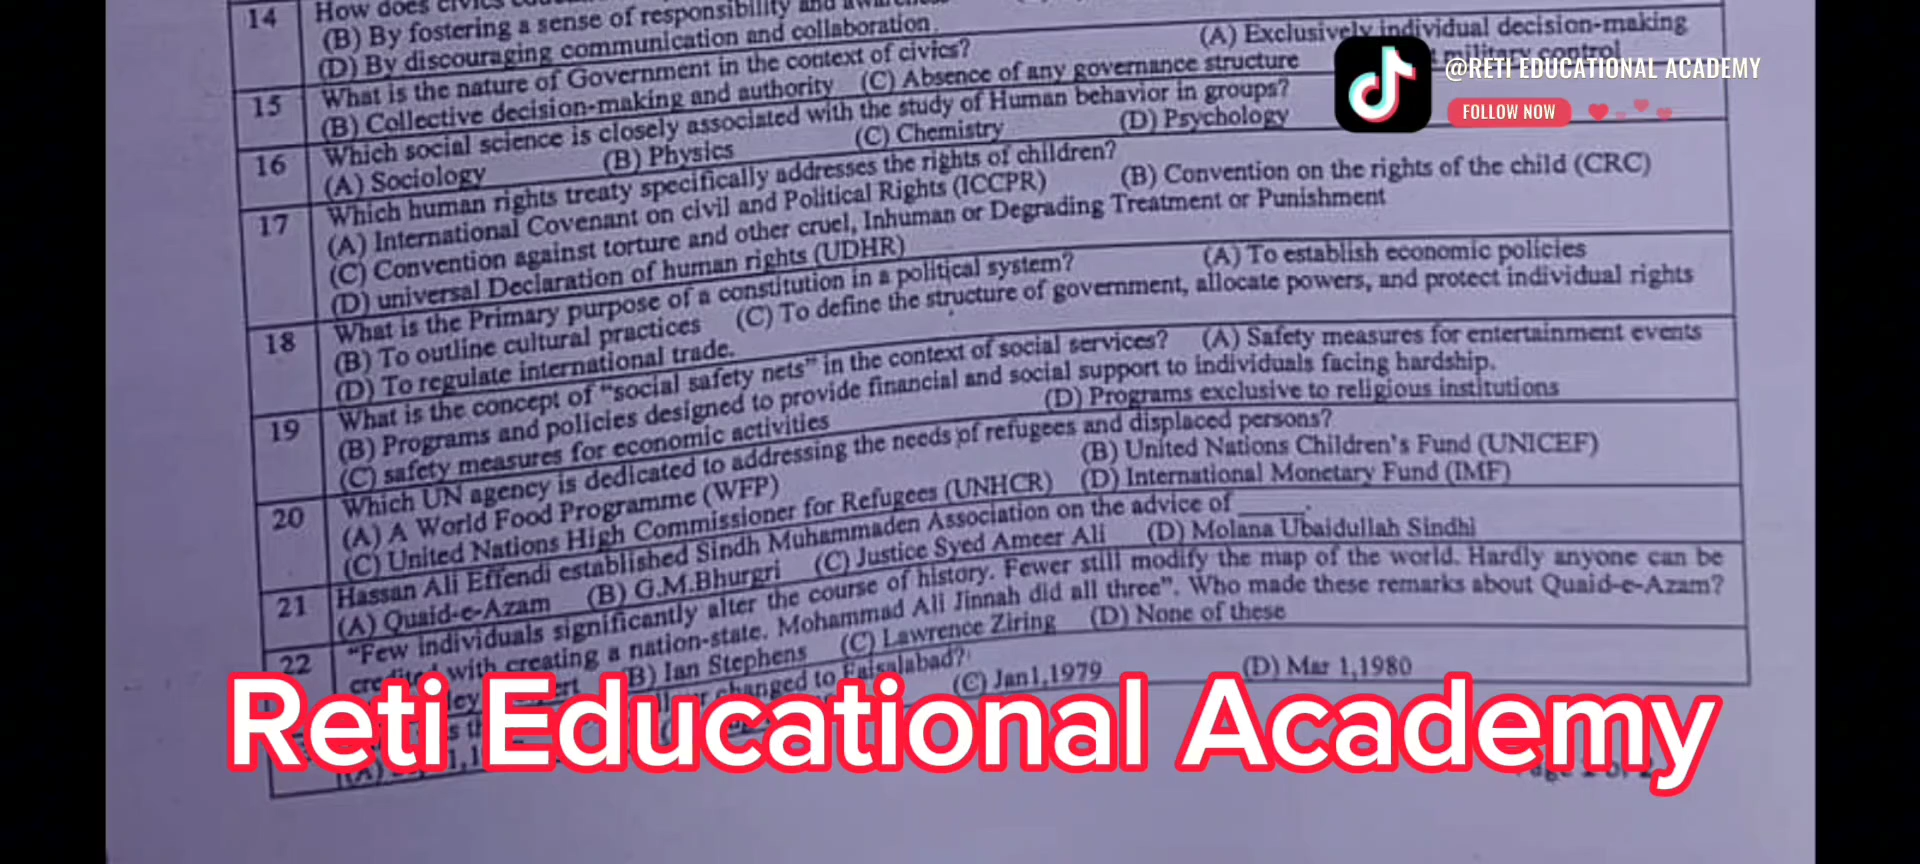 14 How does civics
(B) By fostering a sense of responsibility and awareness
(D) By discouraging communication and collaboration
15 What is the nature of Government in the context of civics? (A) Exclusively individual decision-making
(B) Collective decision-making and authority (C) Absence of any governance structure military control
16 Which social science is closely associated with the study of Human behavior in groups?
(A) Sociology (B) Physics (C) Chemistry (D) Psychology
17 Which human rights treaty specifically addresses the rights of children?
(A) International Covenant on civil and Political Rights (ICCPR) (B) Convention on the rights of the child (CRC)
(C) Convention against torture and other cruel, Inhuman or Degrading Treatment or Punishment
(D) universal Declaration of human rights (UDHR)
18 What is the Primary purpose of a constitution in a political system? (A) To establish economic policies
(B) To outline cultural practices (C) To define the structure of government, allocate powers, and protect individual rights
(D) To regulate international trade.
19 What is the concept of "social safety nets" in the context of social services? (A) Safety measures for entertainment events
(B) Programs and policies designed to provide financial and social support to individuals facing hardship.
(C) safety measures for economic activities (D) Programs exclusive to religious institutions
20 Which UN agency is dedicated to addressing the needs of refugees and displaced persons?
(A) A World Food Programme (WFP) (B) United Nations Children's Fund (UNICEF)
(C) United Nations High Commissioner for Refugees (UNHCR) (D) International Monetary Fund (IMF)
21 Hassan Ali Effendi established Sindh Muhammaden Association on the advice of _____.
(A) Quaid-e-Azam (B) G.M.Bhurgri (C) Justice Syed Ameer Ali (D) Molana Ubaidullah Sindhi
22 "Few individuals significantly alter the course of history. Fewer still modify the map of the world. Hardly anyone can be
credited with creating a nation-state. Mohammad Ali Jinnah did all three". Who made these remarks about Quaid-e-Azam?
(B) Ian Stephens (C) Lawrence Ziring (D) None of these
changed to Faisalabad?
(C) Jan1,1979 (D) Mar 1,1980
@RETI EDUCATIONAL ACADEMY
FOLLOW NOW
Reti Educational Academy